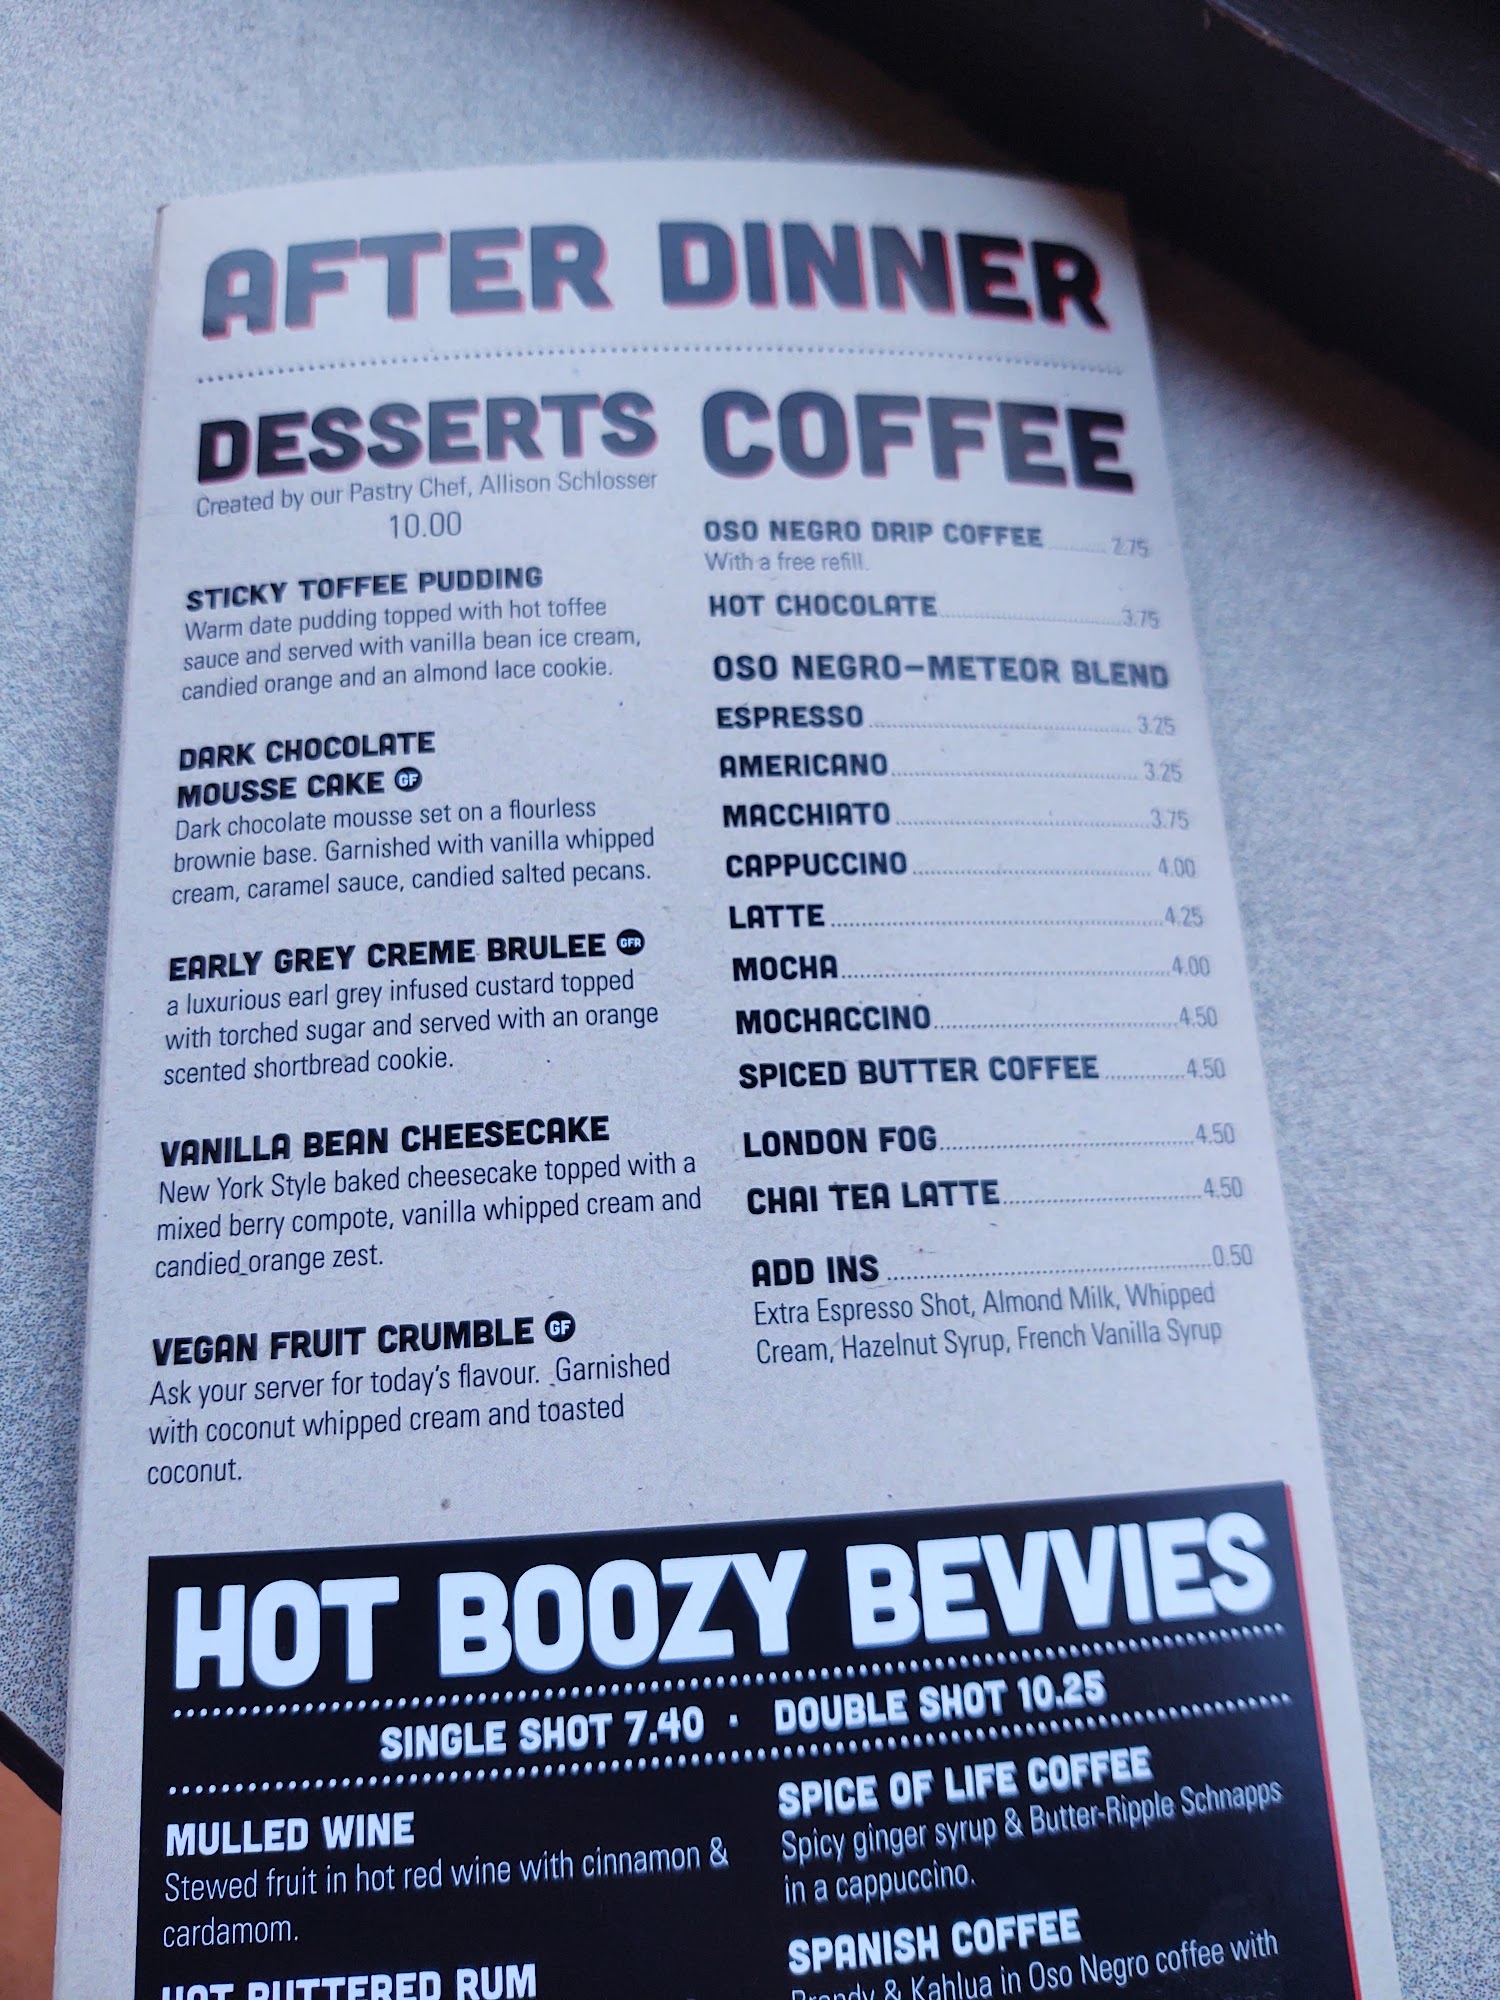 AFTER DINNER
DESSERTS
Created by our Pastry Chef, Allison Schlosser
10.00
STICKY TOFFEE PUDDING
Warm date pudding topped with hot toffee
sauce and served with vanilla bean ice cream,
candied orange and an almond lace cookie.
DARK CHOCOLATE
MOUSSE CAKE GF
Dark chocolate mousse set on a flourless
brownie base. Garnished with vanilla whipped
cream, caramel sauce, candied salted pecans.
EARLY GREY CREME BRULEE GFR
a luxurious earl grey infused custard topped
with torched sugar and served with an orange
scented shortbread cookie.
VANILLA BEAN CHEESECAKE
New York Style baked cheesecake topped with a
mixed berry compote, vanilla whipped cream and
candied orange zest.
VEGAN FRUIT CRUMBLE GF
Ask your server for today's flavour. Garnished
with coconut whipped cream and toasted
coconut.
COFFEE
OSO NEGRO DRIP COFFEE 2.75
With a free refill.
HOT CHOCOLATE 3.75
OSO NEGRO-METEOR BLEND
ESPRESSO 3.25
AMERICANO 3.25
MACCHIATO 3.75
CAPPUCCINO 4.00
LATTE 4.25
MOCHA 4.00
MOCHACCINO 4.50
SPICED BUTTER COFFEE 4.50
LONDON FOG 4.50
CHAI TEA LATTE 4.50
ADD INS 0.50
Extra Espresso Shot, Almond Milk, Whipped
Cream, Hazelnut Syrup, French Vanilla Syrup
HOT BOOZY BEVVIES
SINGLE SHOT 7.40 · DOUBLE SHOT 10.25
MULLED WINE
Stewed fruit in hot red wine with cinnamon &
cardamom.
HOT BUTTERED RUM
SPICE OF LIFE COFFEE
Spicy ginger syrup & Butter-Ripple Schnapps
in a cappuccino.
SPANISH COFFEE
Brandy & Kahlua in Oso Negro coffee with